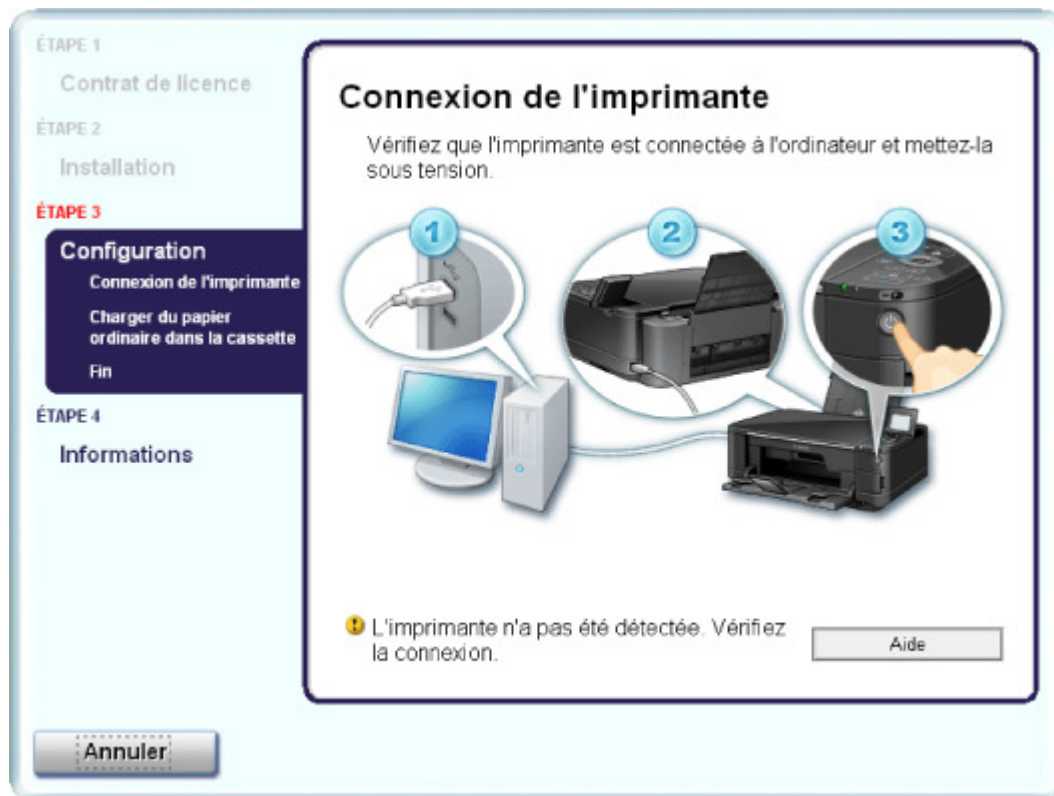 ÉTAPE 1
Contrat de licence
ÉTAPE 2
Installation
ÉTAPE 3
Configuration
Connexion de l'imprimante
Charger du papier
ordinaire dans la cassette
Fin
ÉTAPE 4
Informations
Annuler
Connexion de l'imprimante
Vérifiez que l'imprimante est connectée à l'ordinateur et mettez-la
sous tension.
1
2
3
L'imprimante n'a pas été détectée. Vérifiez
la connexion.
Aide